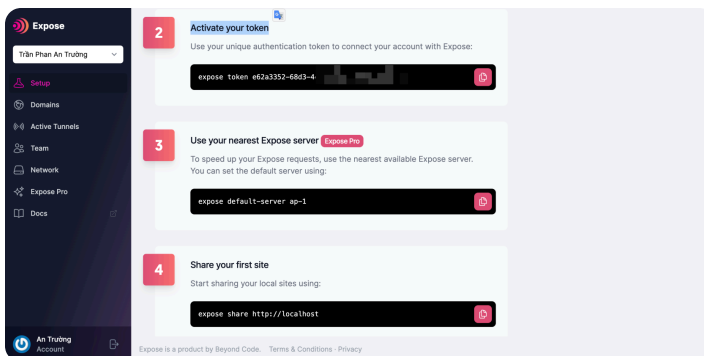 Expose
Trần Phan An Trường
Setup
Domains
Active Tunnels
Team
Network
Expose Pro
Docs
An Trường
Account
2
Activate your token
Use your unique authentication token to connect your account with Expose:
expose token e62a3352-68d3-4
3
Use your nearest Expose server Expose Pro
To speed up your Expose requests, use the nearest available Expose server.
You can set the default server using:
expose default-server ap-1
4
Share your first site
Start sharing your local sites using:
expose share http://localhost
Expose is a product by Beyond Code. Terms & Conditions · Privacy